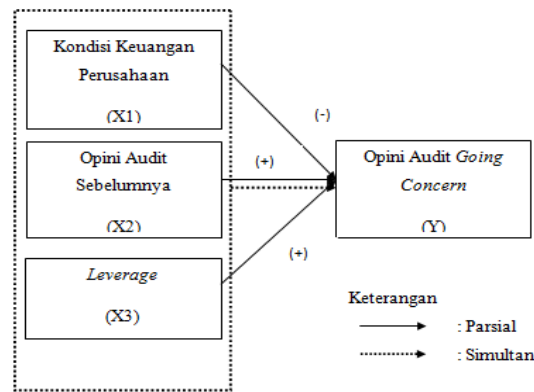 Kondisi Keuangan
Perusahaan
(X1)
(-)
Opini Audit
Sebelumnya
(X2)
(+)
Opini Audit Going
Concern
(Y)
Leverage
(X3)
(+)
Keterangan
: Parsial
: Simultan